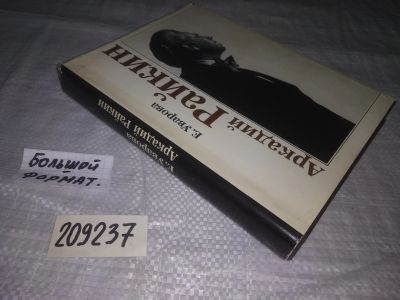 Е. Уварова
Аркадий РАЙКИН
Е. Уварова
Аркадий Райкин
БОЛЬШОЙ
ФОРМАТ.
209237